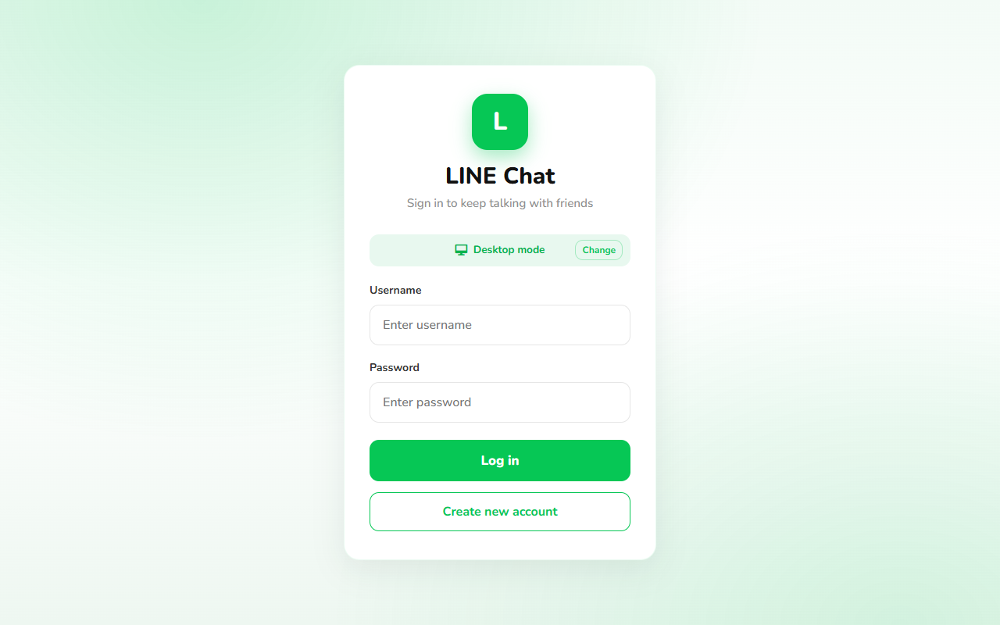 L
LINE Chat
Sign in to keep talking with friends
Desktop mode
Change
Username
Enter username
Password
Enter password
Log in
Create new account